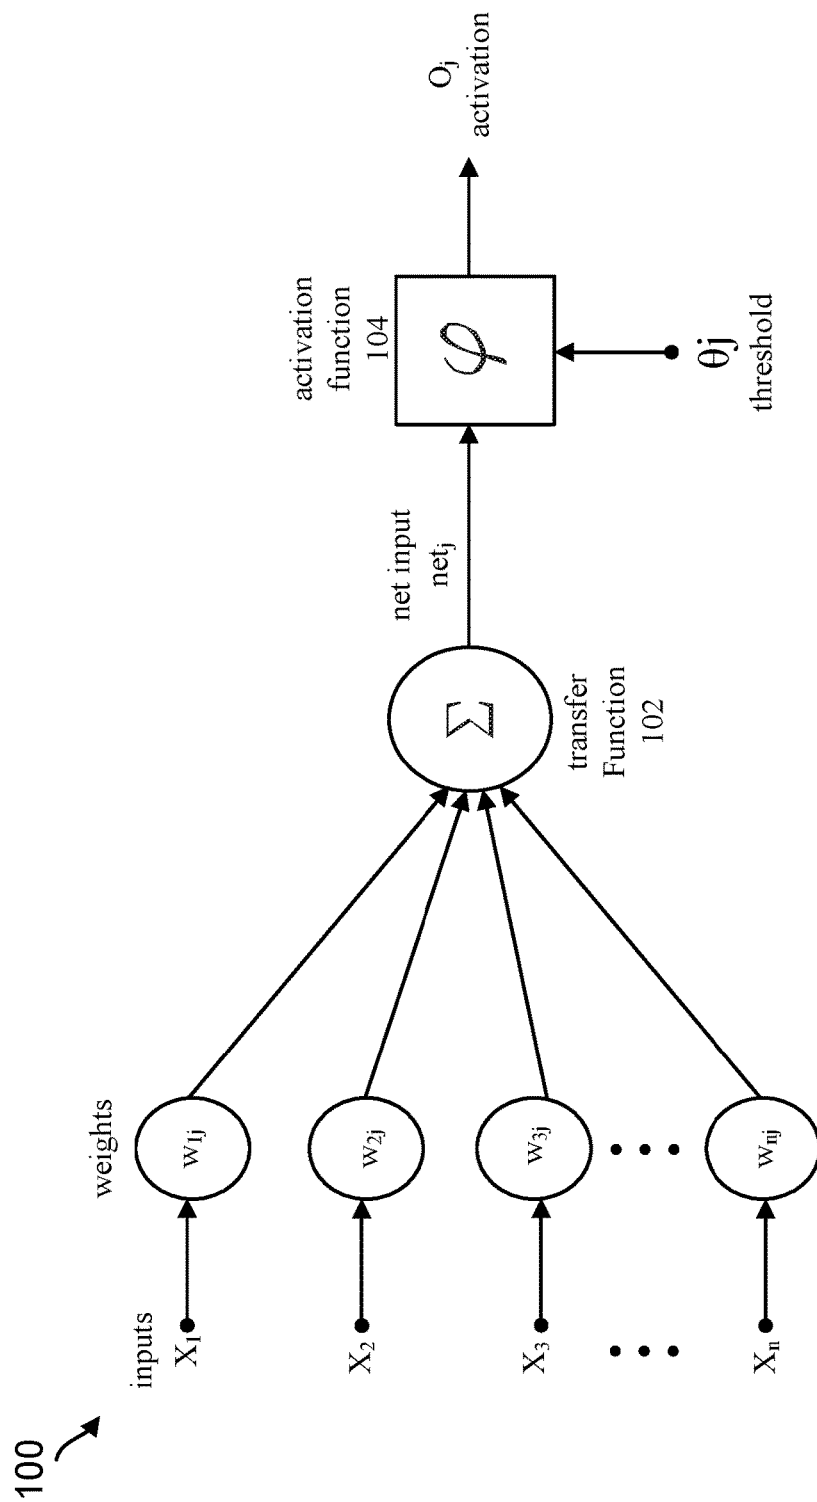 100
inputs
X1
X2
X3
• • •
Xn
weights
w1j
w2j
w3j
• • •
wnj
Σ
transfer
Function
102
net input
netj
activation
function
104
φ
θj
threshold
Oj
activation